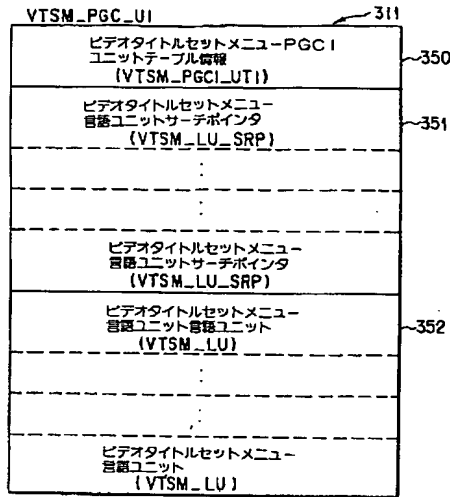 VTSM_PGC_UI
311
ビデオタイトルセットメニューPGCI
ユニットテーブル情報
(VTSM_PGCI_UTI)
350
ビデオタイトルセットメニュー
言語ユニットサーチポインタ
(VTSM_LU_SRP)
351
ビデオタイトルセットメニュー
言語ユニットサーチポインタ
(VTSM_LU_SRP)
ビデオタイトルセットメニュー
言語ユニット言語ユニット
(VTSM_LU)
352
ビデオタイトルセットメニュー
言語ユニット
(VTSM_LU)